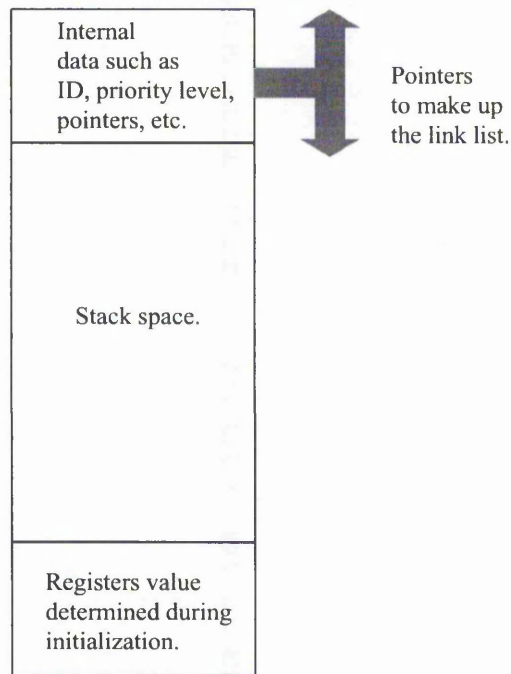 Internal
data such as
ID, priority level,
pointers, etc.
Pointers
to make up
the link list.
Stack space.
Registers value
determined during
initialization.